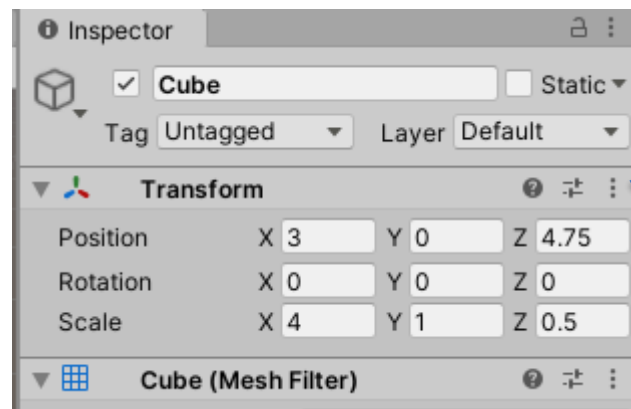 Inspector
Cube Static
Tag Untagged Layer Default
Transform
Position X 3 Y 0 Z 4.75
Rotation X 0 Y 0 Z 0
Scale X 4 Y 1 Z 0.5
Cube (Mesh Filter)